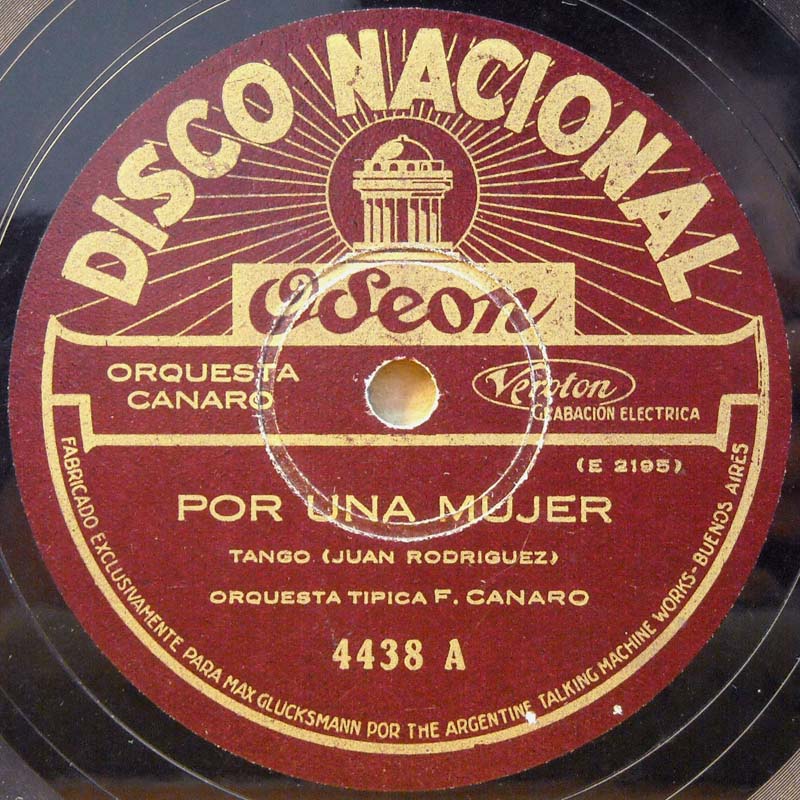 DISCO NACIONAL
Odeon
ORQUESTA
CANARO
Veroton
GRABACIÓN ELECTRICA
(E 2195)
POR UNA MUJER
TANGO (JUAN RODRIGUEZ)
ORQUESTA TIPICA F. CANARO
4438 A
FABRICADO EXCLUSIVAMENTE PARA MAX GLUCKSMANN POR THE ARGENTINE TALKING MACHINE WORKS-BUENOS AIRES